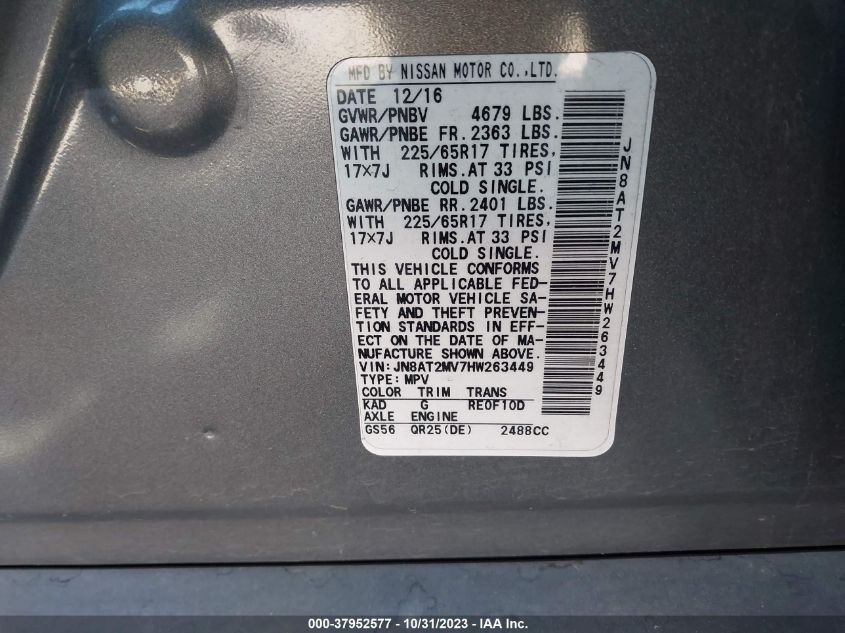 MFD BY NISSAN MOTOR CO.,LTD.
DATE 12/16
GVWR/PNBV 4679 LBS.
GAWR/PNBE FR.2363 LBS.
WITH 225/65R17 TIRES,
17×7J RIMS.AT 33 PSI
COLD SINGLE.
GAWR/PNBE RR.2401 LBS.
WITH 225/65R17 TIRES,
17×7J RIMS.AT 33 PSI
COLD SINGLE.
THIS VEHICLE CONFORMS
TO ALL APPLICABLE FED-
ERAL MOTOR VEHICLE SA-
FETY AND THEFT PREVEN-
TION STANDARDS IN EFF-
ECT ON THE DATE OF MA-
NUFACTURE SHOWN ABOVE.
VIN:JN8AT2MV7HW263449
TYPE:MPV
COLOR TRIM TRANS
KAD G RE0F10D
AXLE ENGINE
GS56 QR25(DE) 2488CC
JN8AT2MV7HW263449
000-37952577 - 10/31/2023 - IAA Inc.